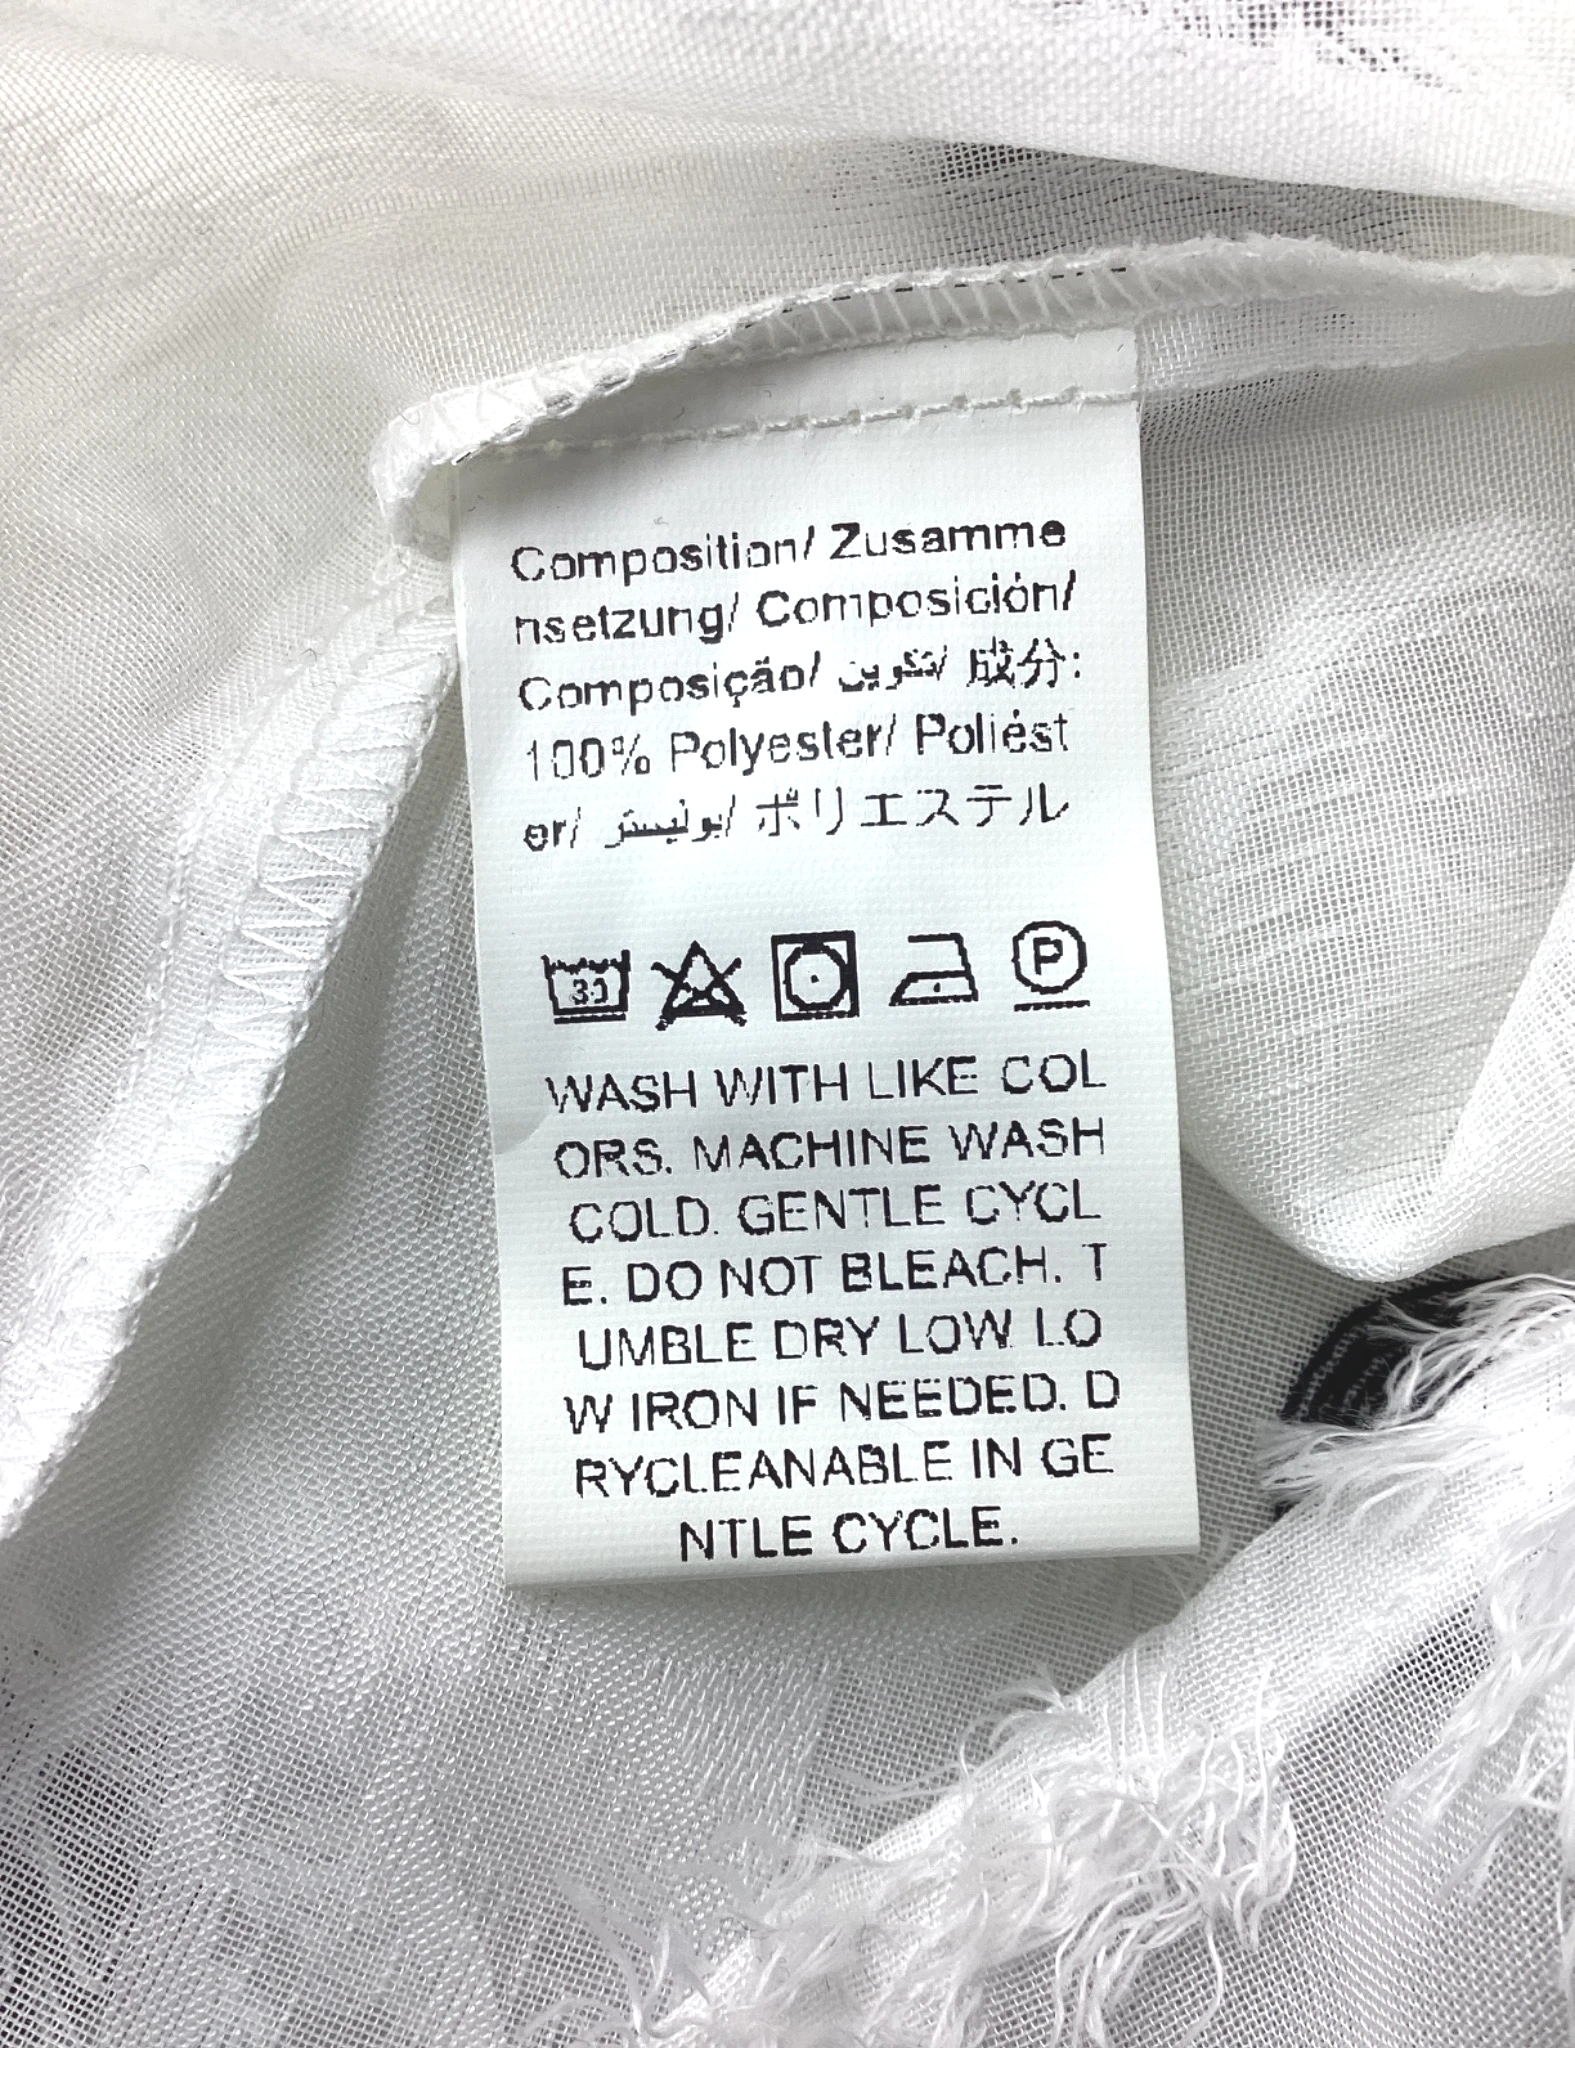 Composition/ Zusamme
nsetzung/ Composición/
Composição/ تكوين/ 成分:
100% Polyester/ Poliést
er/ بوليستر/ ポリエステル
30 P
WASH WITH LIKE COL
ORS. MACHINE WASH
COLD. GENTLE CYCL
E. DO NOT BLEACH. T
UMBLE DRY LOW. LO
W IRON IF NEEDED. D
RYCLEANABLE IN GE
NTLE CYCLE.